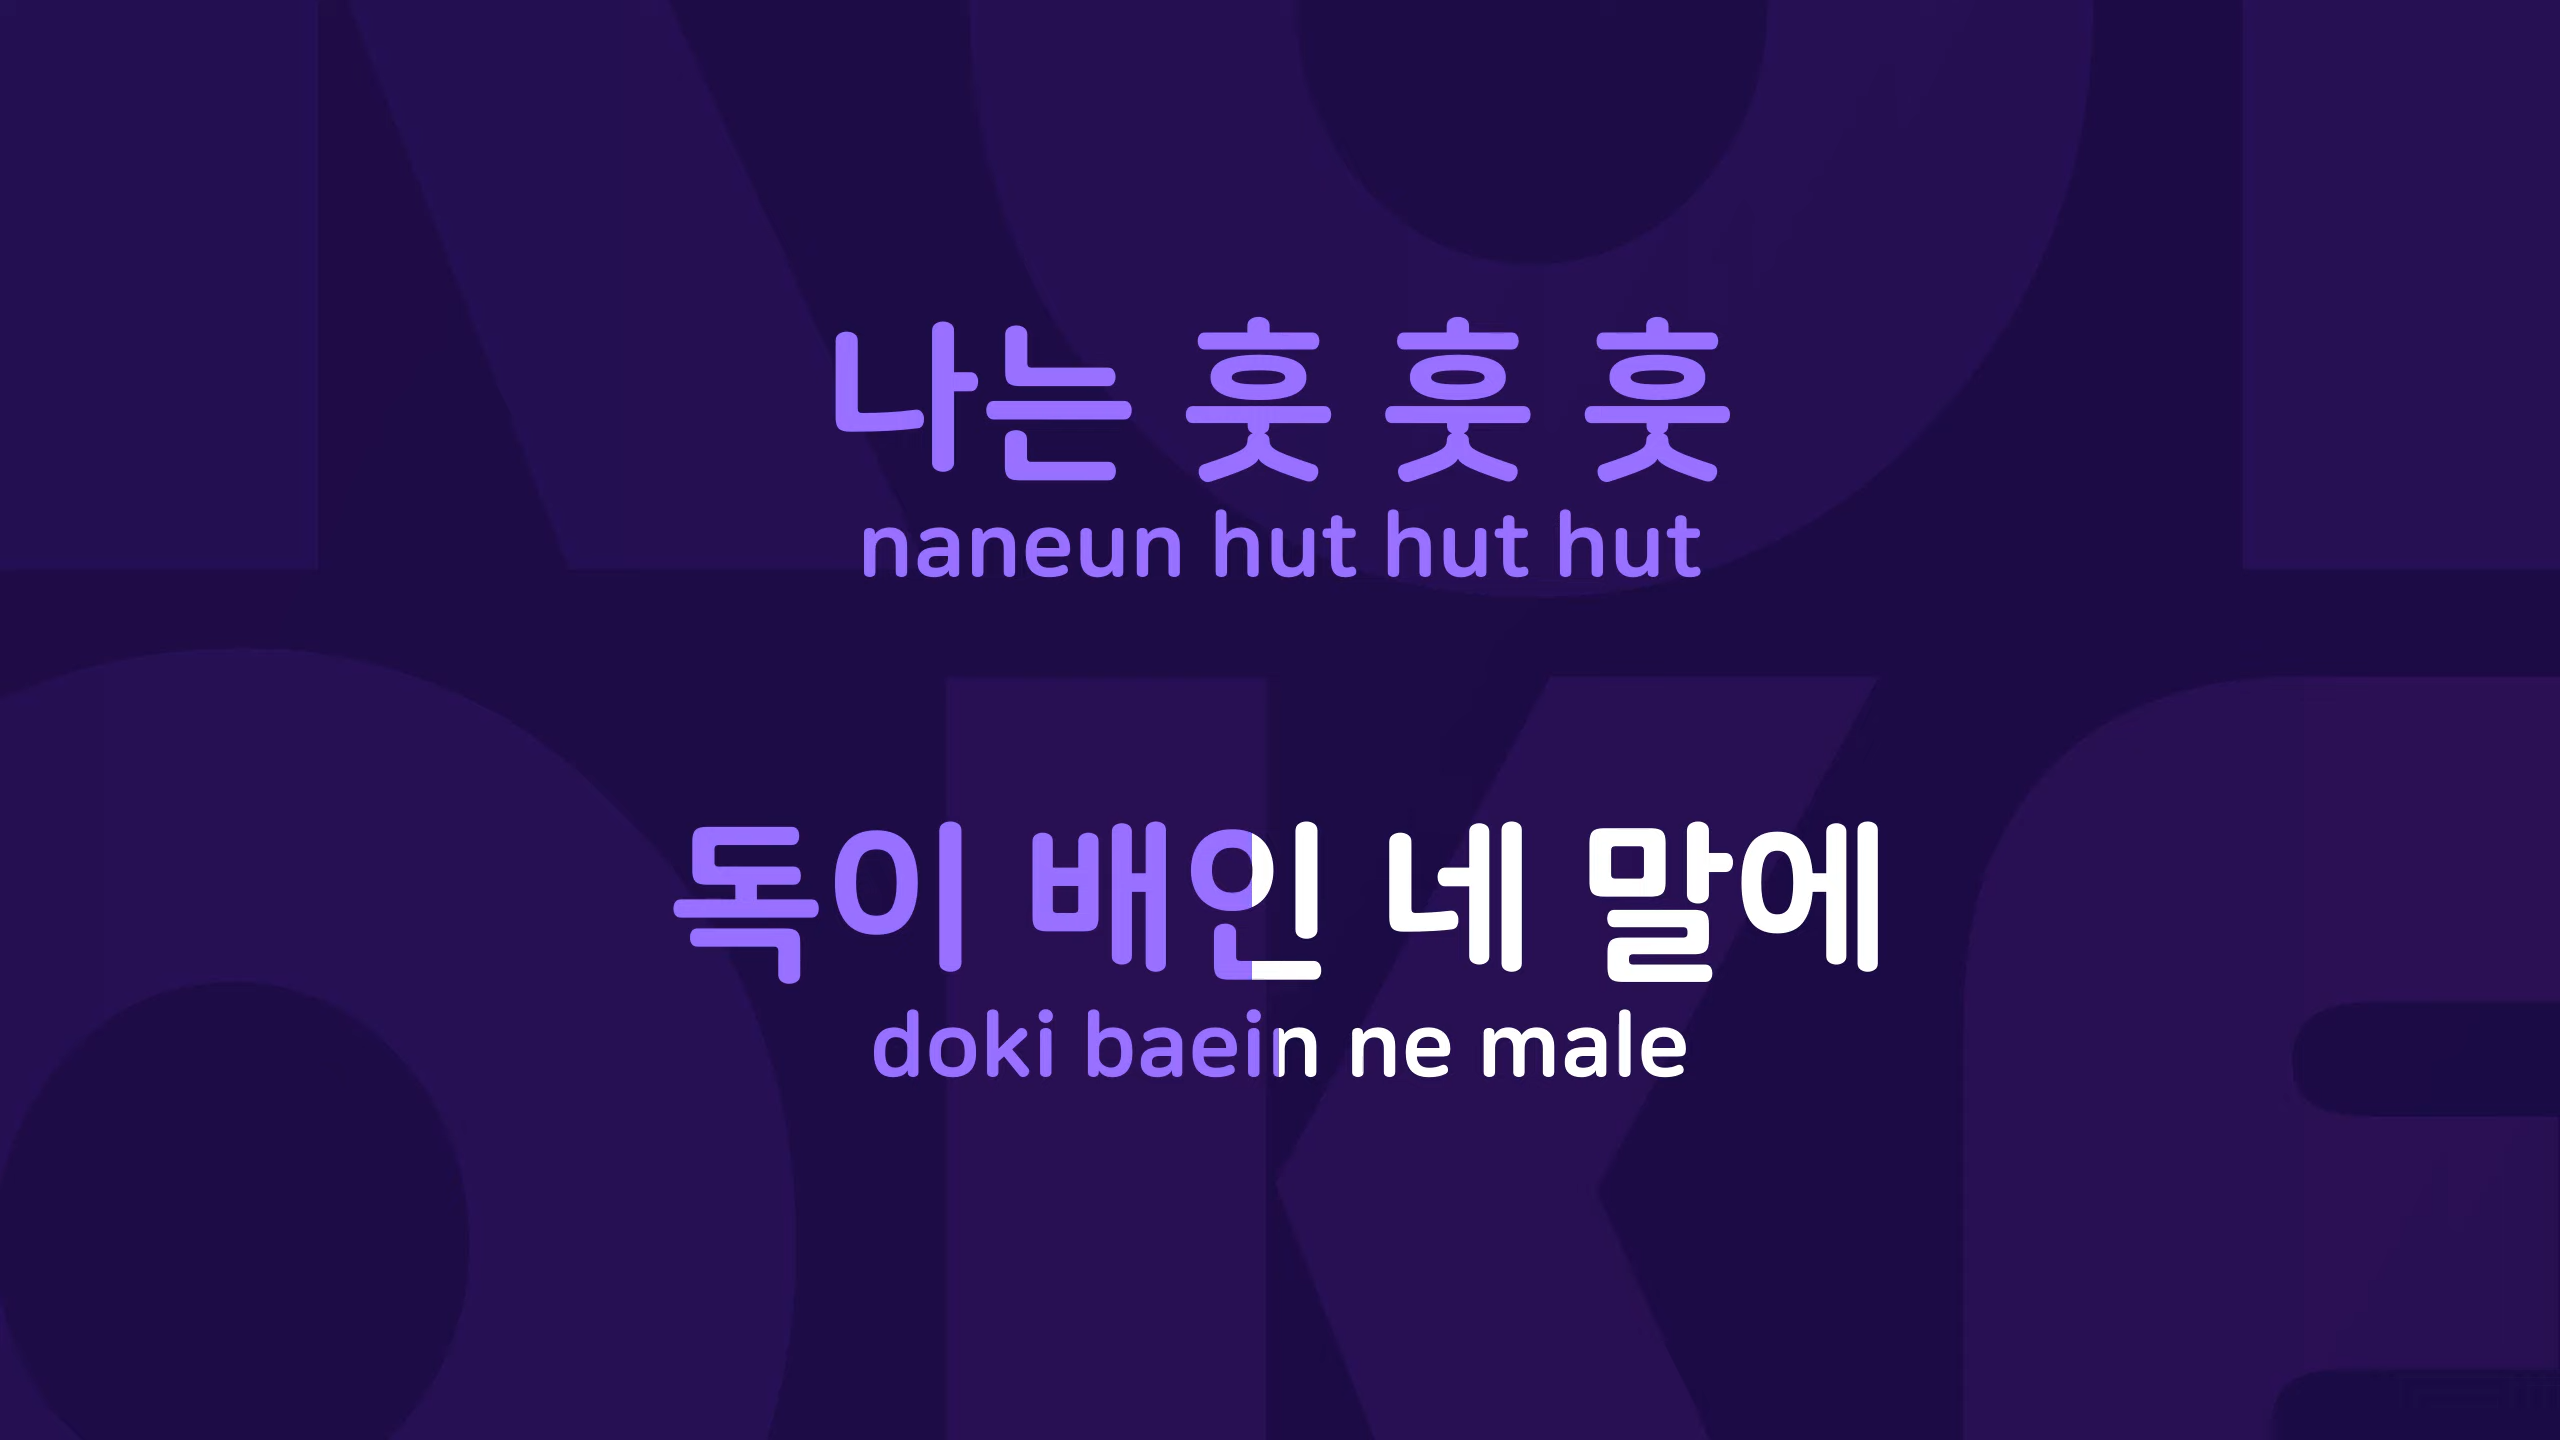 나는 훗 훗 훗
naneun hut hut hut
독이 배인 네 말에
doki baein ne male